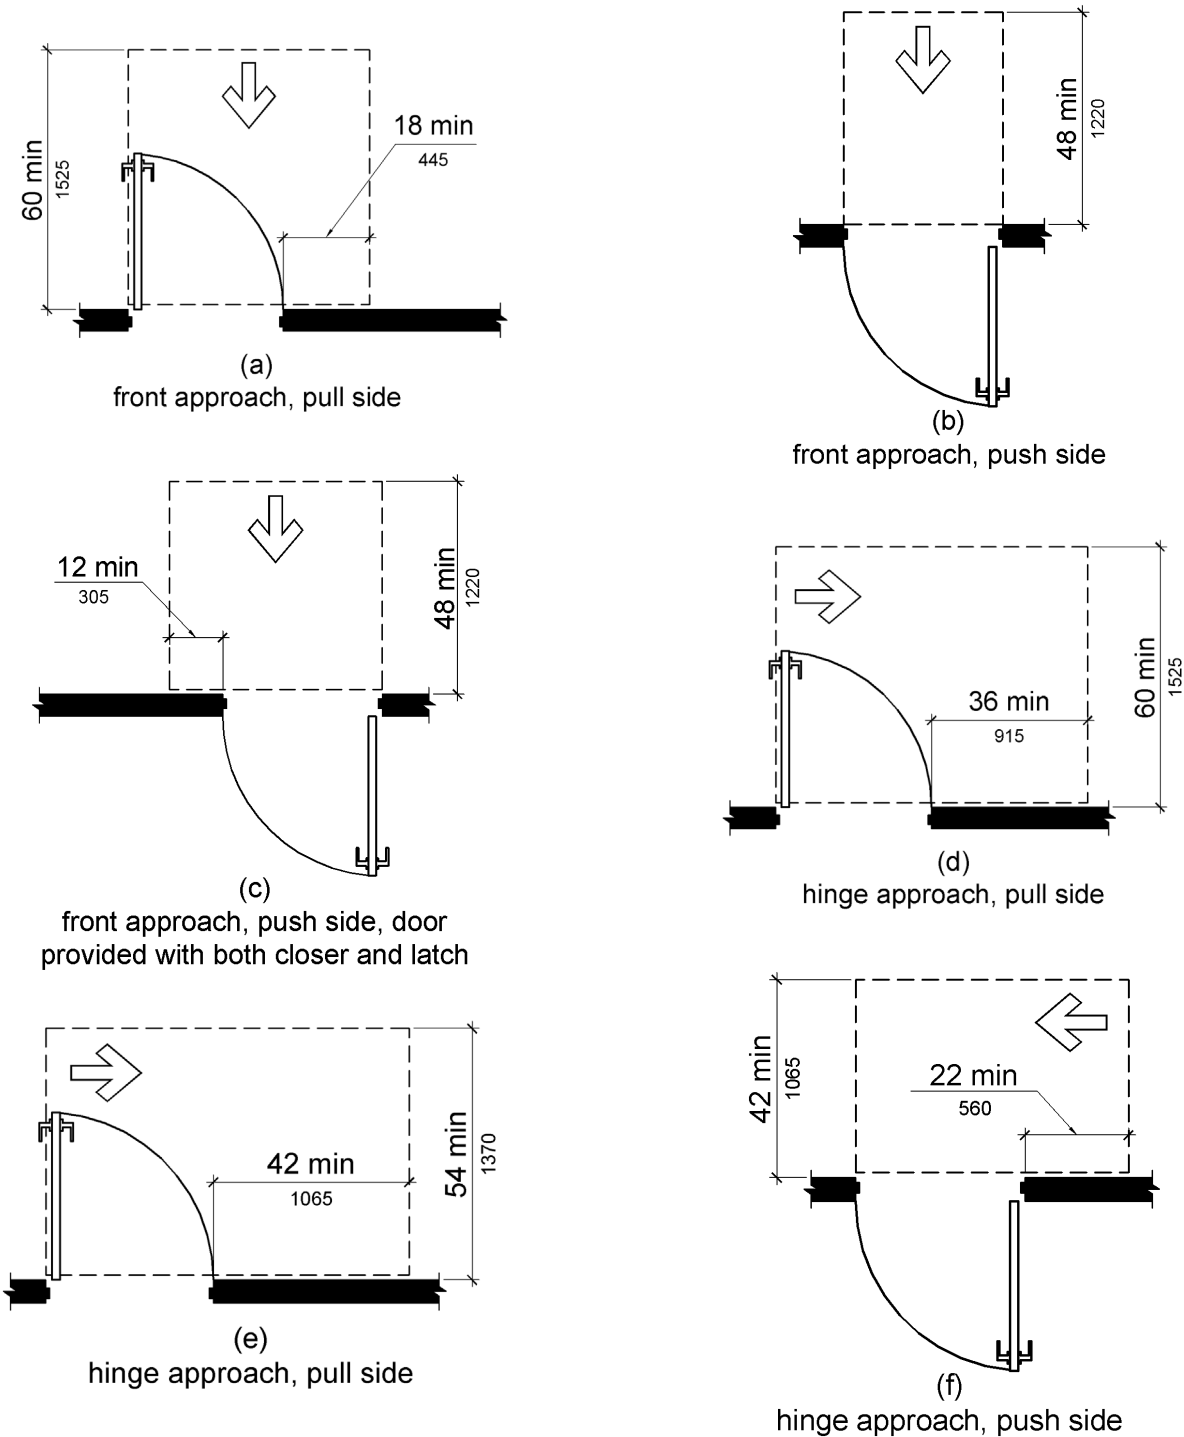 60 min
1525
18 min
445
(a)
front approach, pull side
48 min
1220
(b)
front approach, push side
12 min
305
48 min
1220
(c)
front approach, push side, door
provided with both closer and latch
36 min
915
60 min
1525
(d)
hinge approach, pull side
42 min
1065
54 min
1370
(e)
hinge approach, pull side
42 min
1065
22 min
560
(f)
hinge approach, push side